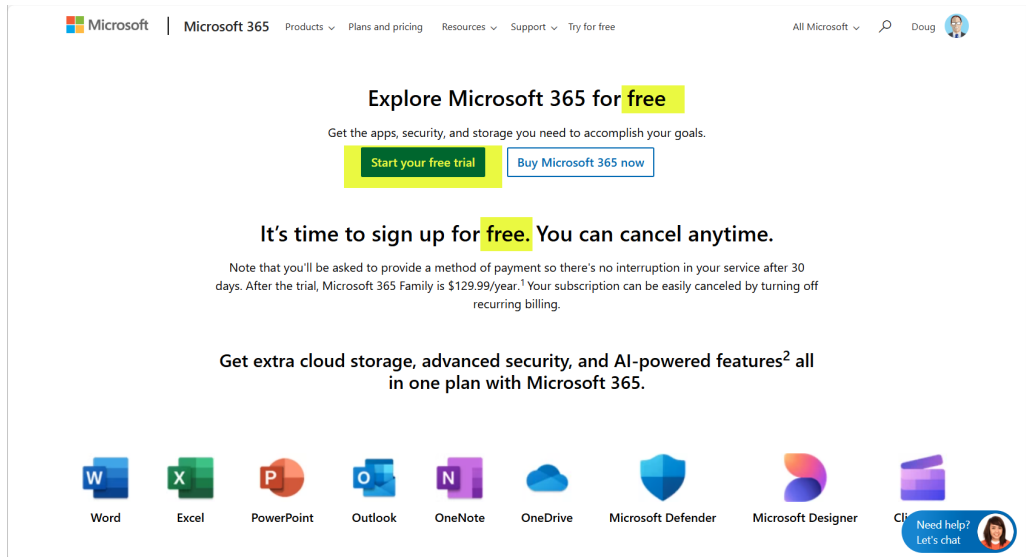 Microsoft | Microsoft 365 Products Plans and pricing Resources Support Try for free All Microsoft Doug
Explore Microsoft 365 for free
Get the apps, security, and storage you need to accomplish your goals.
Start your free trial Buy Microsoft 365 now
It's time to sign up for free. You can cancel anytime.
Note that you'll be asked to provide a method of payment so there's no interruption in your service after 30
days. After the trial, Microsoft 365 Family is $129.99/year.1 Your subscription can be easily canceled by turning off
recurring billing.
Get extra cloud storage, advanced security, and AI-powered features2 all
in one plan with Microsoft 365.
W X P O N
Word Excel PowerPoint Outlook OneNote OneDrive Microsoft Defender Microsoft Designer
Need help?
Let's chat